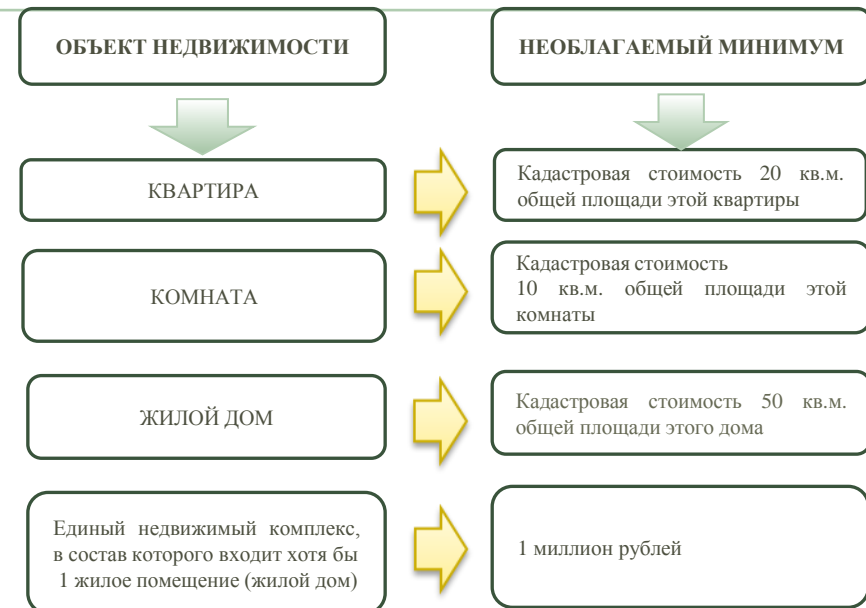 ОБЪЕКТ НЕДВИЖИМОСТИ
НЕОБЛАГАЕМЫЙ МИНИМУМ
КВАРТИРА
Кадастровая стоимость 20 кв.м.
общей площади этой квартиры
КОМНАТА
Кадастровая стоимость
10 кв.м. общей площади этой
комнаты
ЖИЛОЙ ДОМ
Кадастровая стоимость 50 кв.м.
общей площади этого дома
Единый недвижимый комплекс,
в состав которого входит хотя бы
1 жилое помещение (жилой дом)
1 миллион рублей